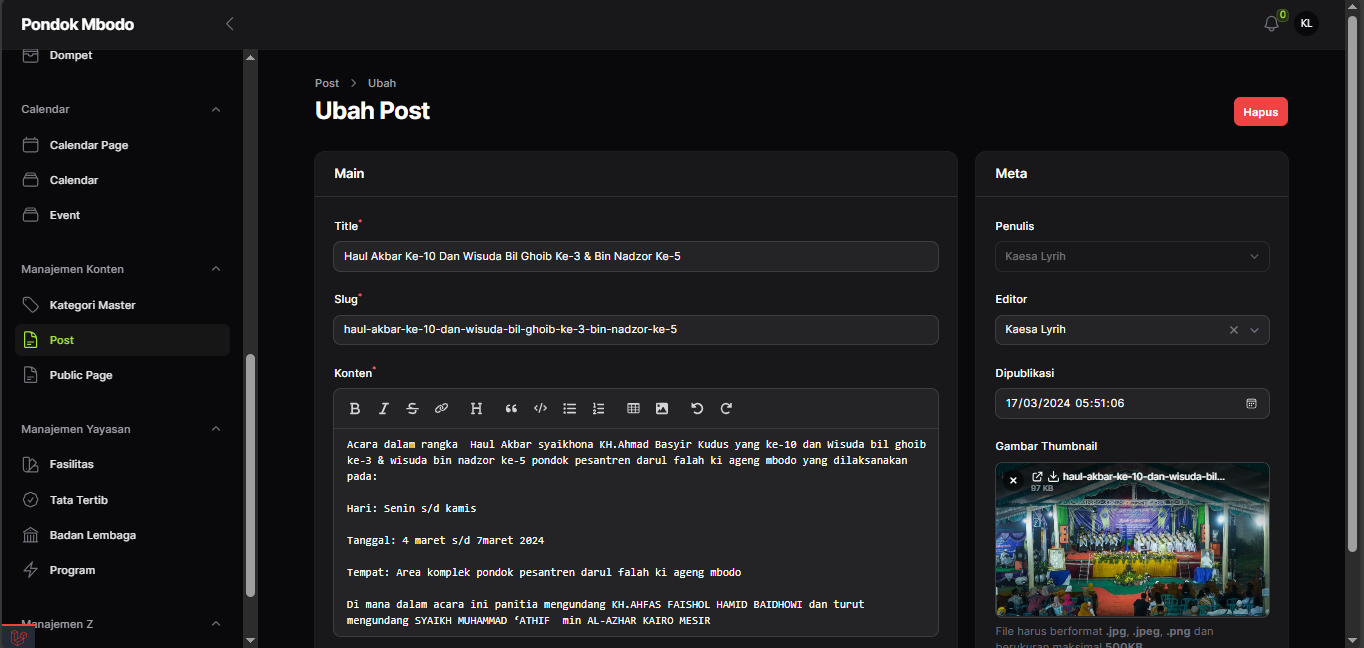 Pondok Mbodo
0
KL
Dompet
Calendar
Calendar Page
Calendar
Event
Manajemen Konten
Kategori Master
Post
Public Page
Manajemen Yayasan
Fasilitas
Tata Tertib
Badan Lembaga
Program
Manajemen Z
Post > Ubah
Ubah Post
Hapus
Main
Title*
Haul Akbar Ke-10 Dan Wisuda Bil Ghoib Ke-3 & Bin Nadzor Ke-5
Slug*
haul-akbar-ke-10-dan-wisuda-bil-ghoib-ke-3-bin-nadzor-ke-5
Konten*
Acara dalam rangka  Haul Akbar syaikhona KH.Ahmad Basyir Kudus yang ke-10 dan Wisuda bil ghoib
ke-3 & wisuda bin nadzor ke-5 pondok pesantren darul falah ki ageng mbodo yang dilaksanakan
pada:
Hari: Senin s/d kamis
Tanggal: 4 maret s/d 7maret 2024
Tempat: Area komplek pondok pesantren darul falah ki ageng mbodo
Di mana dalam acara ini panitia mengundang KH.AHFAS FAISHOL HAMID BAIDHOWI dan turut
mengundang SYAIKH MUHAMMAD ‘ATHIF  min AL-AZHAR KAIRO MESIR
Meta
Penulis
Kaesa Lyrih
Editor
Kaesa Lyrih
Dipublikasi
17/03/2024 05:51:06
Gambar Thumbnail
haul-akbar-ke-10-dan-wisuda-bil...
97 KB
File harus berformat .jpg, .jpeg, .png dan
berukuran maksimal 500KB